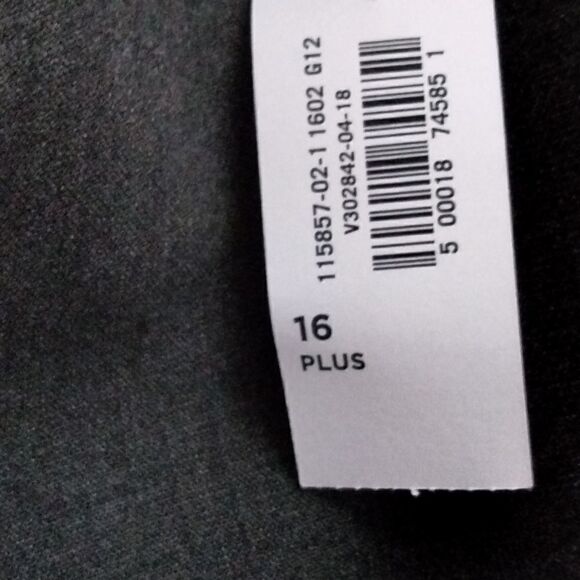 115857-02-1 1602 G12
V302842-04-18
5 00018 74585 1
16
PLUS